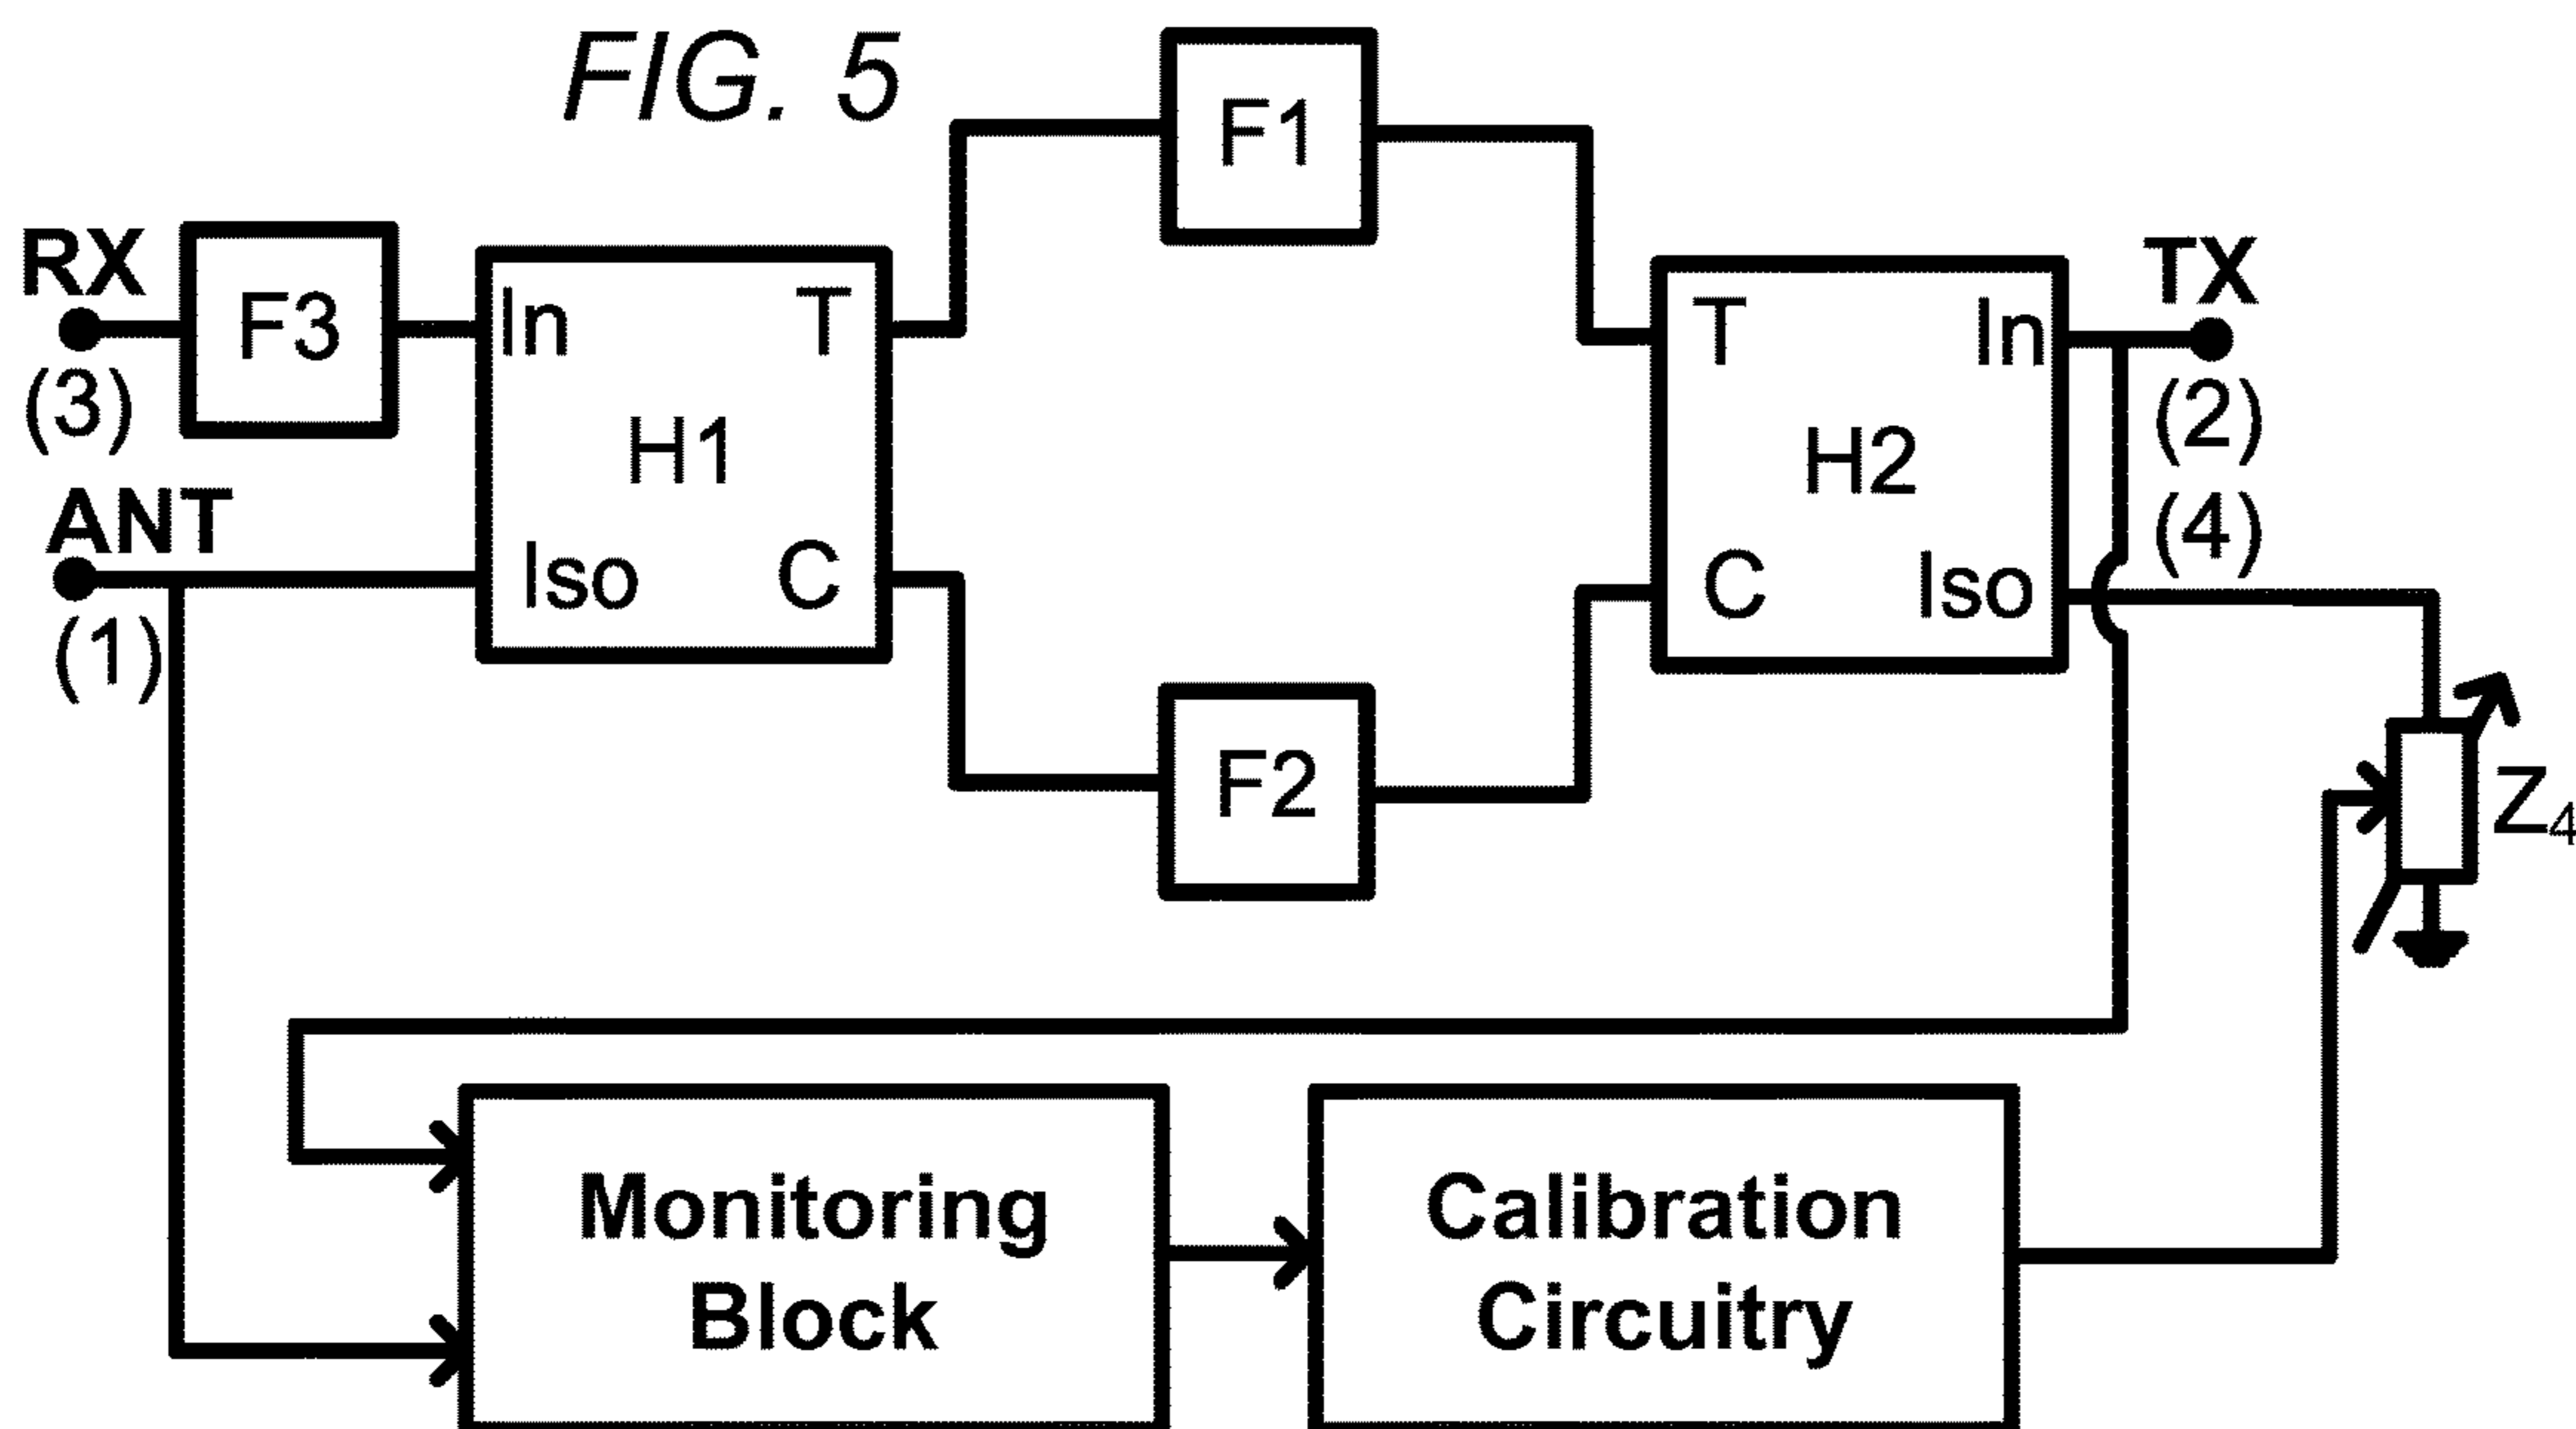 FIG. 5
F1
RX
F3
In
T
(3)
H1
ANT
Iso
C
(1)
T
In
TX
(2)
H2
(4)
C
Iso
F2
Z4
Monitoring
Block
Calibration
Circuitry